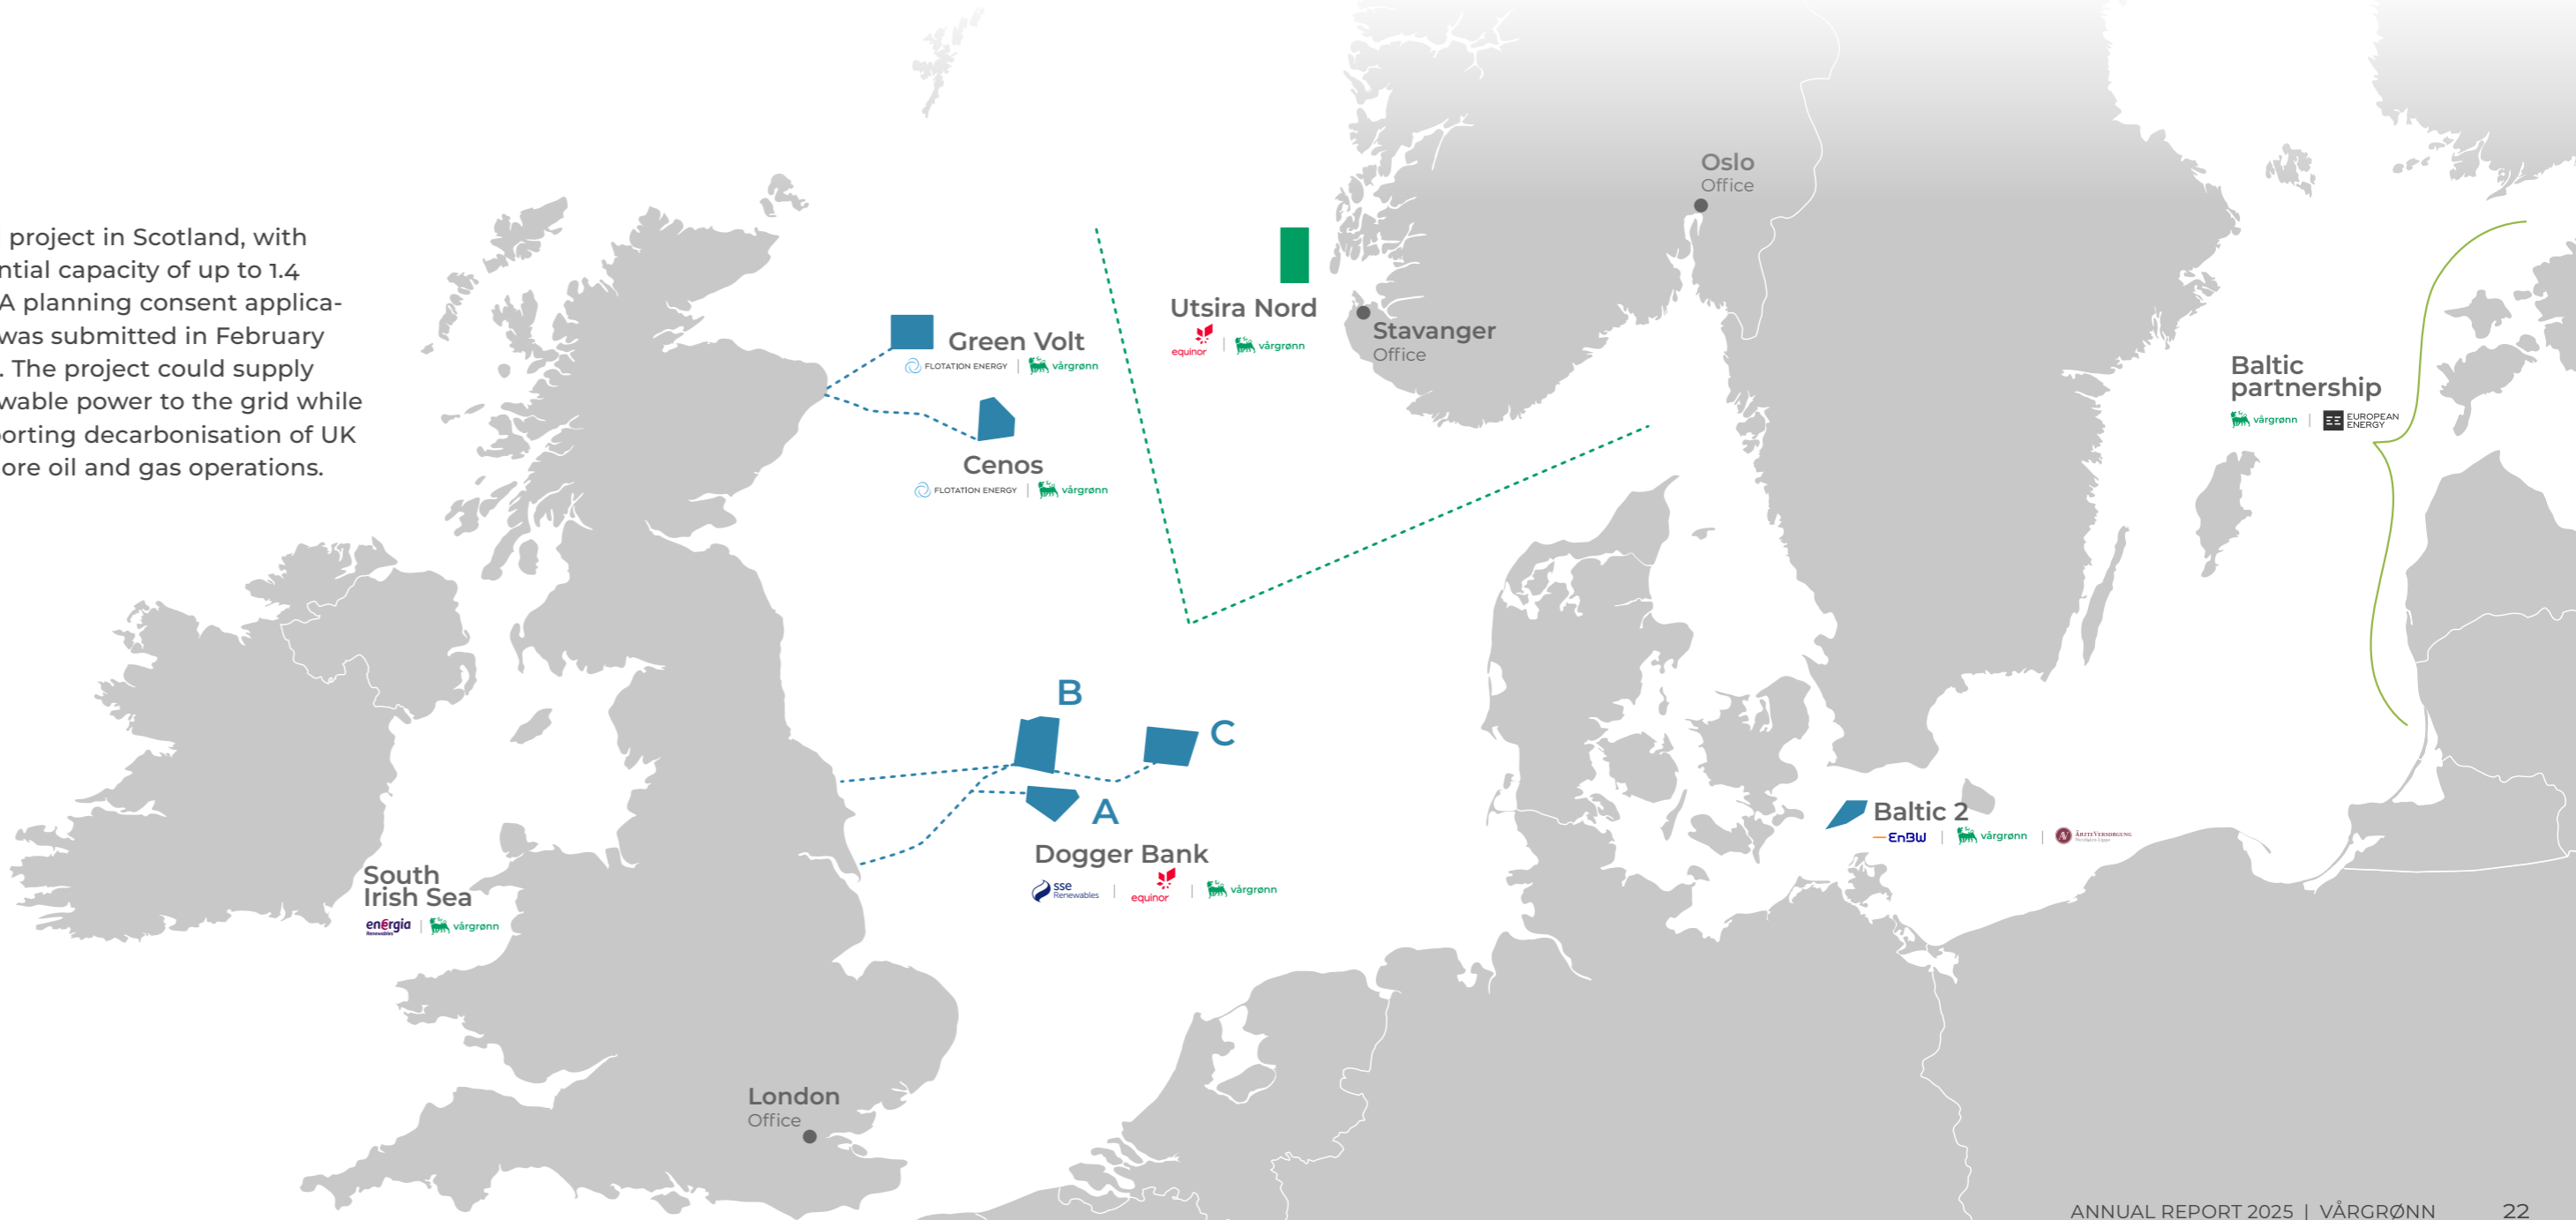 project in Scotland, with
ntial capacity of up to 1.4
A planning consent applica-
was submitted in February
. The project could supply
wable power to the grid while
orting decarbonisation of UK
ore oil and gas operations.
Oslo
Office
Utsira Nord
equinor | vårgrønn
Stavanger
Office
Green Volt
FLOTATION ENERGY | vårgrønn
Cenos
FLOTATION ENERGY | vårgrønn
Baltic
partnership
vårgrønn | EUROPEAN
ENERGY
B
C
A
Dogger Bank
sse
Renewables | equinor | vårgrønn
Baltic 2
EnBW | vårgrønn | ÄRZTEVERSORGUNG
South
Irish Sea
energia
Renewables | vårgrønn
London
Office
ANNUAL REPORT 2025 | VÅRGRØNN 22